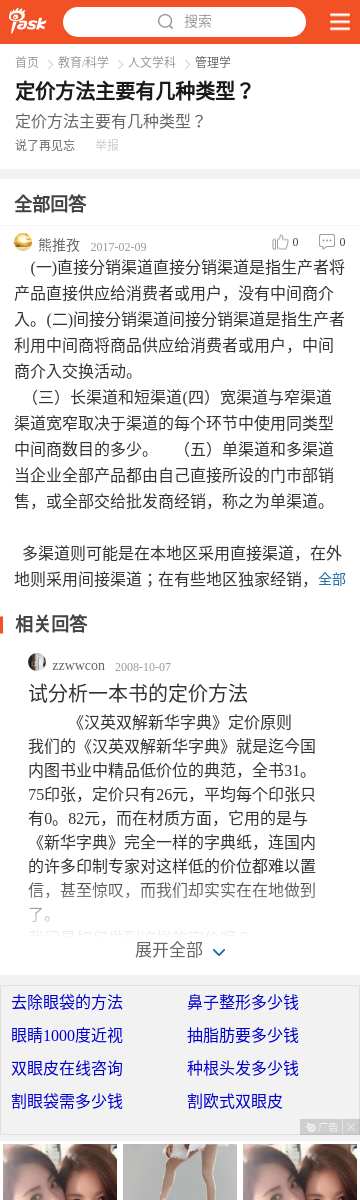 iask
搜索
首页 > 教育/科学 > 人文学科 > 管理学
定价方法主要有几种类型？
定价方法主要有几种类型？
说了再见忘 举报
全部回答
熊推孜 2017-02-09 0 0
(一)直接分销渠道直接分销渠道是指生产者将
产品直接供应给消费者或用户，没有中间商介
入。(二)间接分销渠道间接分销渠道是指生产者
利用中间商将商品供应给消费者或用户，中间
商介入交换活动。
（三）长渠道和短渠道(四）宽渠道与窄渠道
渠道宽窄取决于渠道的每个环节中使用同类型
中间商数目的多少。 （五）单渠道和多渠道
当企业全部产品都由自己直接所设的门市部销
售，或全部交给批发商经销，称之为单渠道。
多渠道则可能是在本地区采用直接渠道，在外
地则采用间接渠道；在有些地区独家经销，全部
相关回答
zzwwcon 2008-10-07
试分析一本书的定价方法
《汉英双解新华字典》定价原则
我们的《汉英双解新华字典》就是迄今国
内图书业中精品低价位的典范，全书31。
75印张，定价只有26元，平均每个印张只
有0。82元，而在材质方面，它用的是与
《新华字典》完全一样的字典纸，连国内
的许多印制专家对这样低的价位都难以置
信，甚至惊叹，而我们却实实在在地做到
了。
展开全部
去除眼袋的方法 鼻子整形多少钱
眼睛1000度近视 抽脂肪要多少钱
双眼皮在线咨询 种根头发多少钱
割眼袋需多少钱 割欧式双眼皮
广告